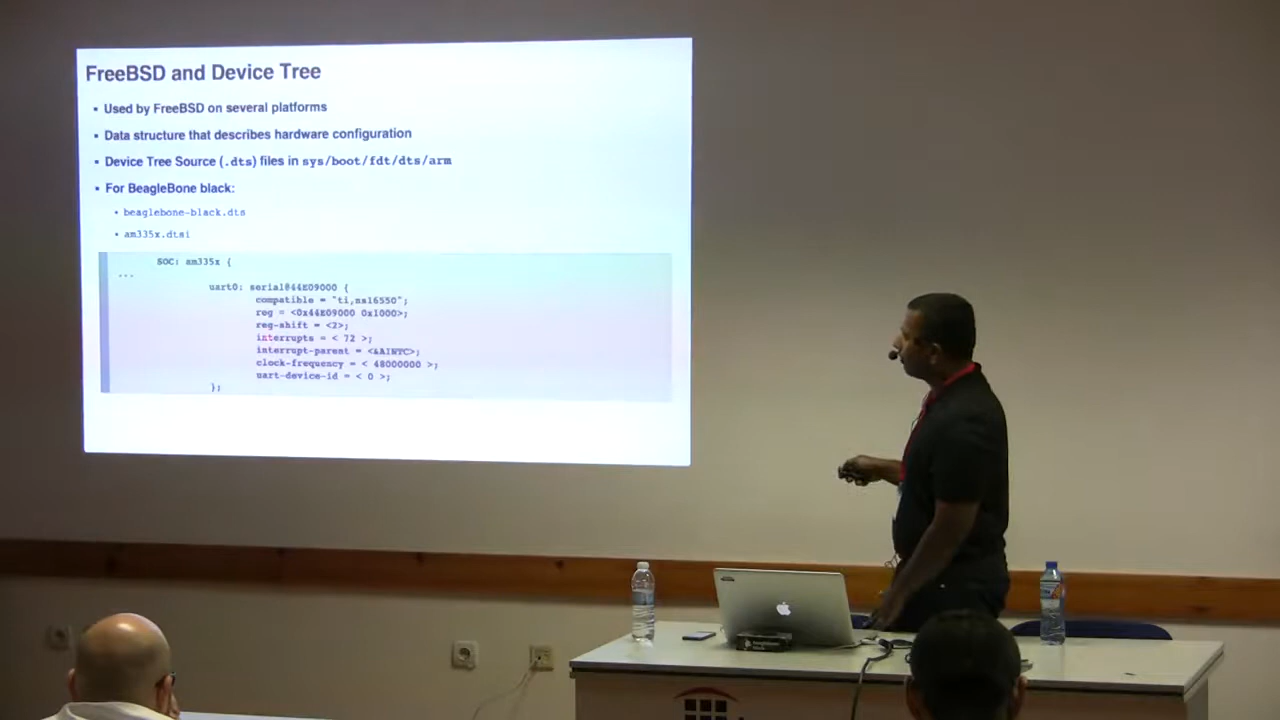 FreeBSD and Device Tree
Used by FreeBSD on several platforms
Data structure that describes hardware configuration
Device Tree Source (.dts) files in sys/boot/fdt/dts/arm
For BeagleBone black:
beaglebone-black.dts
am335x.dtsi
SOC: am335x {
...
uart0: serial@44E09000 {
compatible = "ti,ns16550";
reg = <0x44E09000 0x1000>;
reg-shift = <2>;
interrupts = < 72 >;
interrupt-parent = <&AINTC>;
clock-frequency = < 48000000 >;
uart-device-id = < 0 >;
};